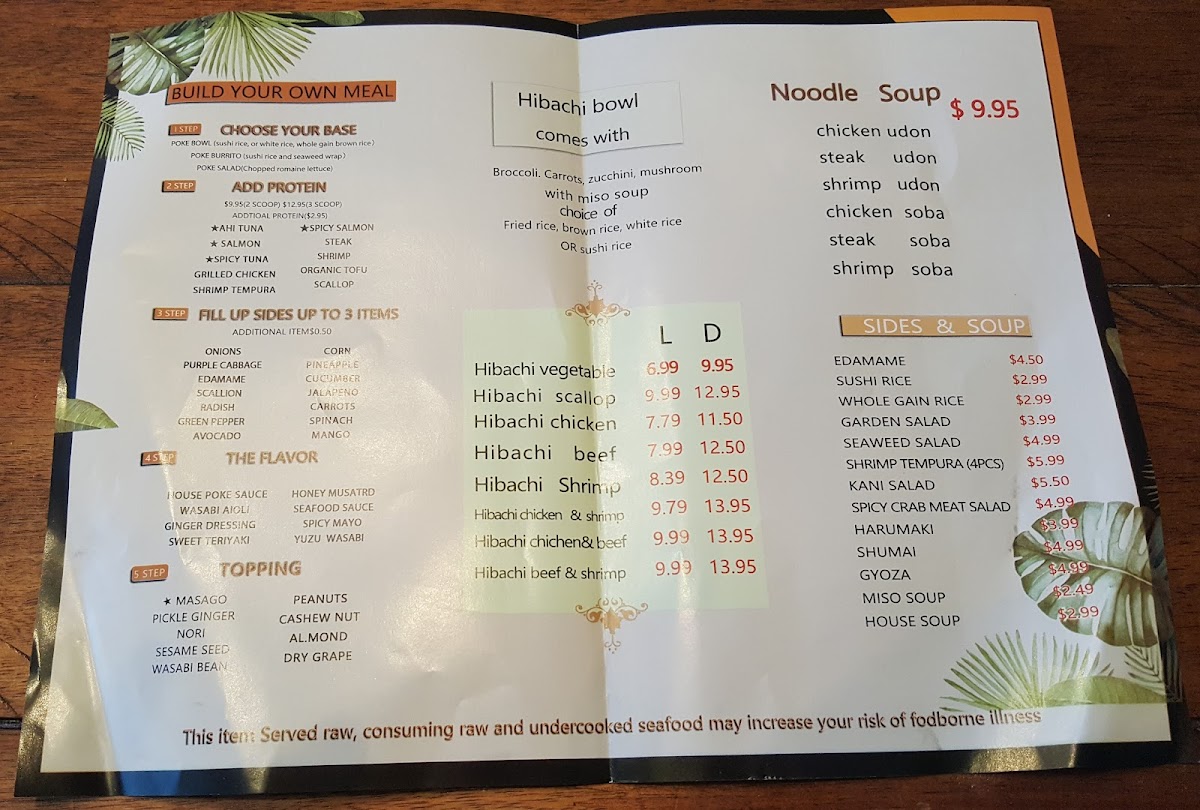 BUILD YOUR OWN MEAL
1 STEP CHOOSE YOUR BASE
POKE BOWL (sushi rice, or white rice, whole gain brown rice)
POKE BURRITO (sushi rice and seaweed wrap)
POKE SALAD(Chopped romaine lettuce)
2 STEP ADD PROTEIN
$9.95(2 SCOOP) $12.95(3 SCOOP)
ADDTIOAL PROTEIN($2.95)
★AHI TUNA ★SPICY SALMON
★ SALMON STEAK
★SPICY TUNA SHRIMP
GRILLED CHICKEN ORGANIC TOFU
SHRIMP TEMPURA SCALLOP
3 STEP FILL UP SIDES UP TO 3 ITEMS
ADDITIONAL ITEM$0.50
ONIONS CORN
PURPLE CABBAGE PINEAPPLE
EDAMAME CUCUMBER
SCALLION JALAPENO
RADISH CARROTS
GREEN PEPPER SPINACH
AVOCADO MANGO
4 STEP THE FLAVOR
HOUSE POKE SAUCE HONEY MUSATRD
WASABI AIOLI SEAFOOD SAUCE
GINGER DRESSING SPICY MAYO
SWEET TERIYAKI YUZU WASABI
5 STEP TOPPING
★ MASAGO PEANUTS
PICKLE GINGER CASHEW NUT
NORI AL.MOND
SESAME SEED DRY GRAPE
WASABI BEAN
Hibachi bowl
comes with
Broccoli. Carrots, zucchini, mushroom
with miso soup
choice of
Fried rice, brown rice, white rice
OR sushi rice
L D
Hibachi vegetable 6.99 9.95
Hibachi scallop 9.99 12.95
Hibachi chicken 7.79 11.50
Hibachi beef 7.99 12.50
Hibachi Shrimp 8.39 12.50
Hibachi chicken & shrimp 9.79 13.95
Hibachi chichen& beef 9.99 13.95
Hibachi beef & shrimp 9.99 13.95
Noodle Soup $ 9.95
chicken udon
steak udon
shrimp udon
chicken soba
steak soba
shrimp soba
SIDES & SOUP
EDAMAME $4.50
SUSHI RICE $2.99
WHOLE GAIN RICE $2.99
GARDEN SALAD $3.99
SEAWEED SALAD $4.99
SHRIMP TEMPURA (4PCS) $5.99
KANI SALAD $5.50
SPICY CRAB MEAT SALAD $4.99
HARUMAKI $3.99
SHUMAI $4.99
GYOZA $4.99
MISO SOUP $2.49
HOUSE SOUP $2.99
This item Served raw, consuming raw and undercooked seafood may increase your risk of fodborne illness